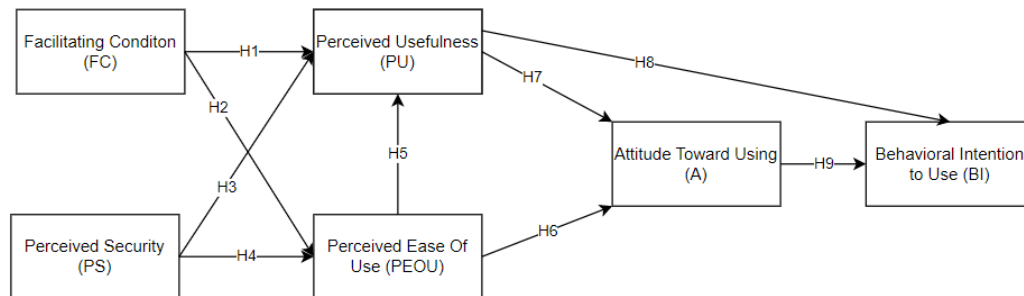 Facilitating Conditon
(FC)
H1
Perceived Usefulness
(PU)
H8
H7
H2
H5
Attitude Toward Using
(A)
H9
Behavioral Intention
to Use (BI)
H3
Perceived Security
(PS)
H4
Perceived Ease Of
Use (PEOU)
H6